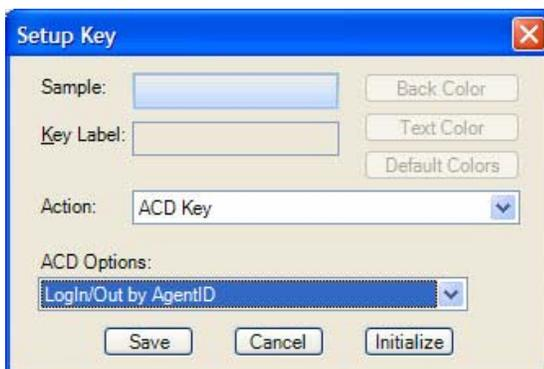 Setup Key
Sample:
Back Color
Key Label:
Text Color
Default Colors
Action: ACD Key
ACD Options:
LogIn/Out by AgentID
Save Cancel Initialize